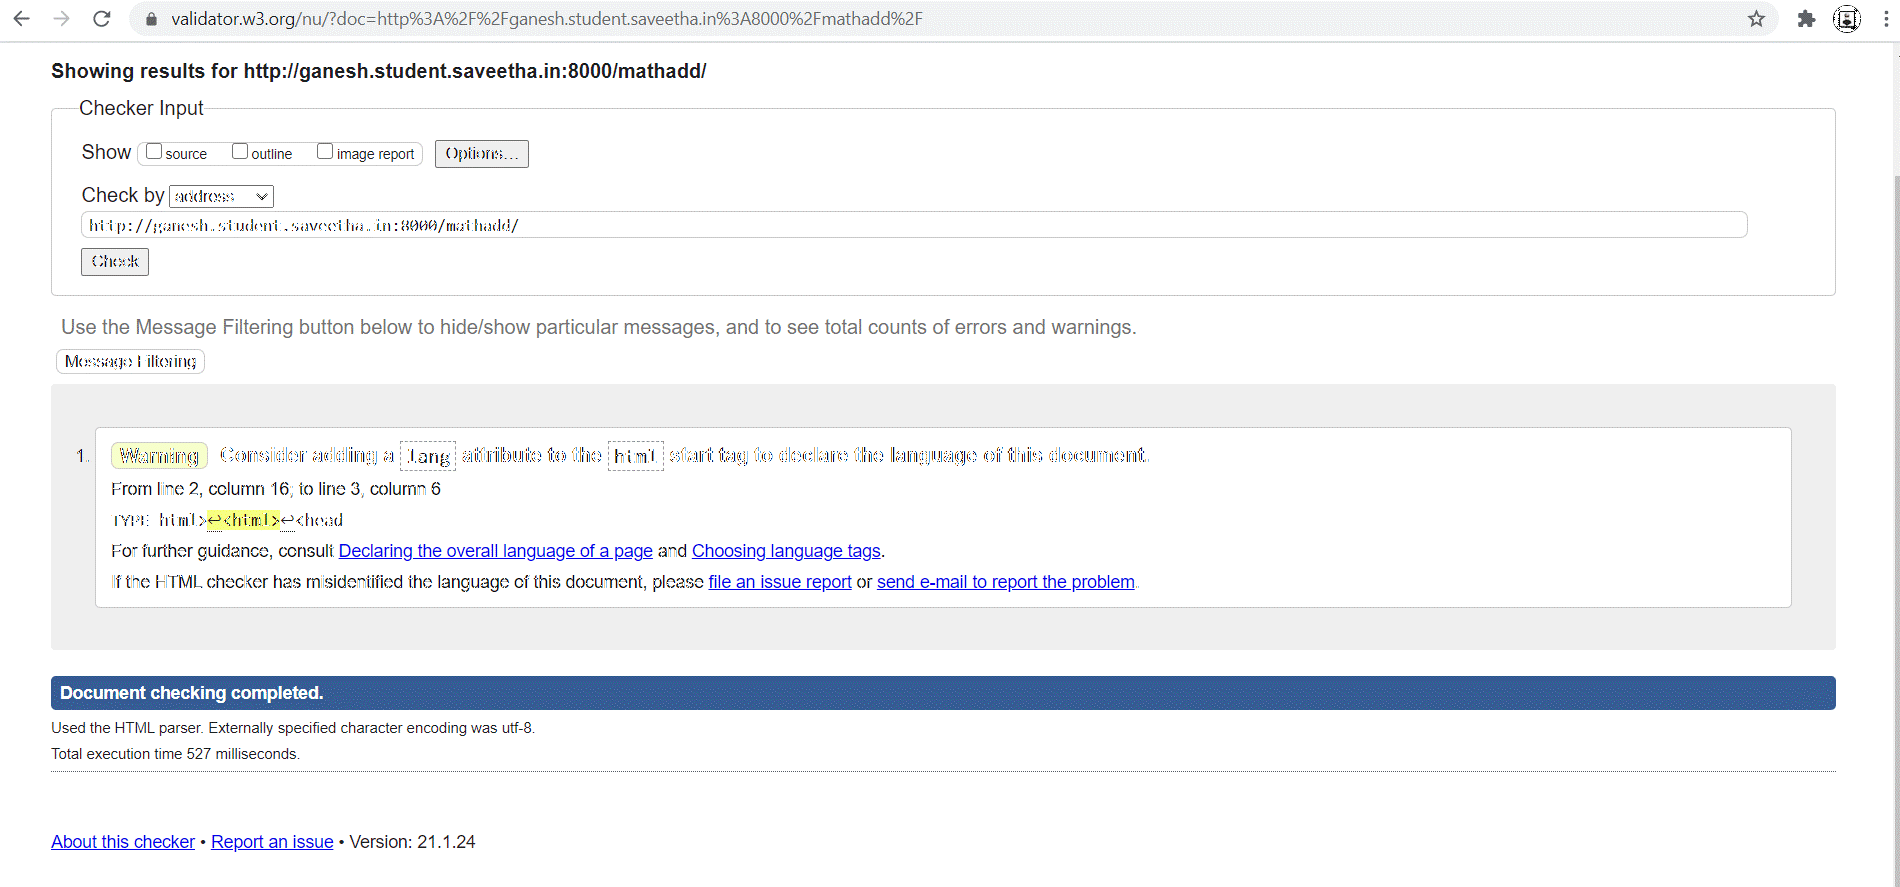 validator.w3.org/nu/?doc=http%3A%2F%2Fganesh.student.saveetha.in%3A8000%2Fmathadd%2F
Showing results for http://ganesh.student.saveetha.in:8000/mathadd/
Checker Input
Show source outline image report Options...
Check by address
http://ganesh.student.saveetha.in:8000/mathadd/
Check
Use the Message Filtering button below to hide/show particular messages, and to see total counts of errors and warnings.
Message Filtering
1. Warning Consider adding a lang attribute to the html start tag to declare the language of this document.
From line 2, column 16; to line 3, column 6
TYPE html>↩<html>↩<head
For further guidance, consult Declaring the overall language of a page and Choosing language tags.
If the HTML checker has misidentified the language of this document, please file an issue report or send e-mail to report the problem.
Document checking completed.
Used the HTML parser. Externally specified character encoding was utf-8.
Total execution time 527 milliseconds.
About this checker • Report an issue • Version: 21.1.24